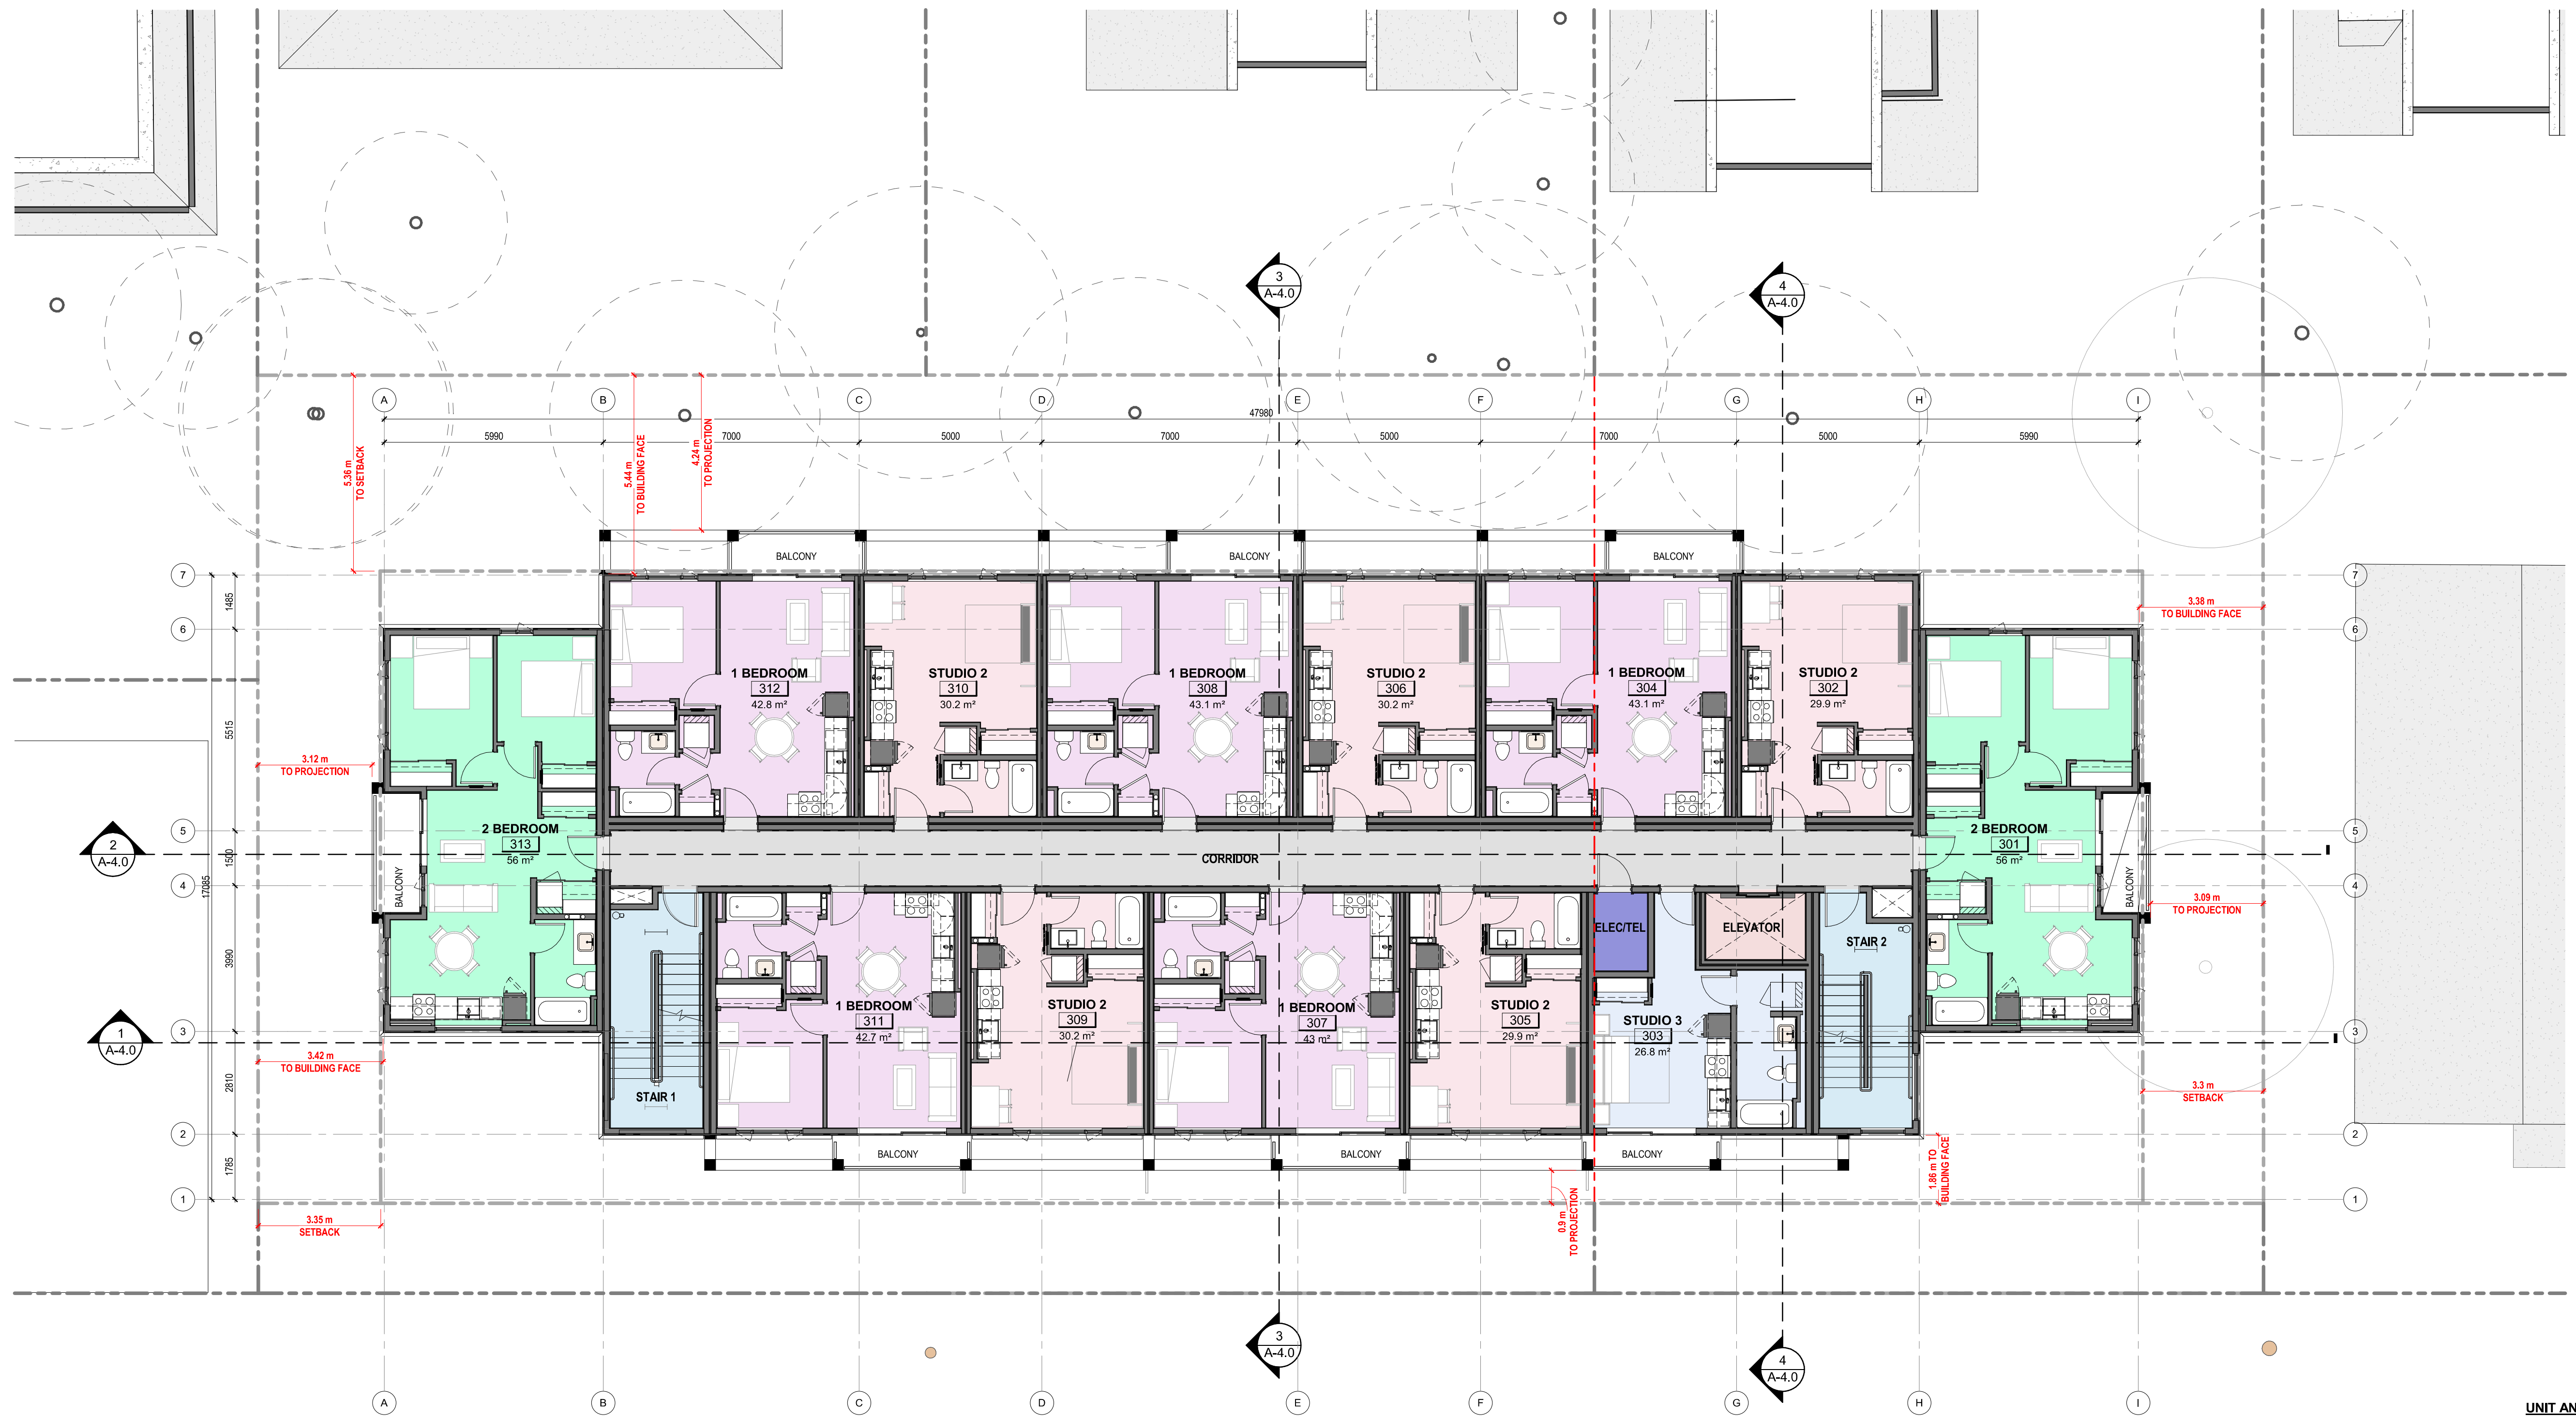 3
A-4.0
4
A-4.0
A
B
C
D
E
F
G
H
I
47980
5990
7000
5000
7000
5000
7000
5000
5990
5.36 m
TO SETBACK
5.44 m
TO BUILDING FACE
4.24 m
TO PROJECTION
BALCONY
BALCONY
BALCONY
7
7
1485
3.38 m
TO BUILDING FACE
6
6
1 BEDROOM
312
42.8 m²
STUDIO 2
310
30.2 m²
1 BEDROOM
308
43.1 m²
STUDIO 2
306
30.2 m²
1 BEDROOM
304
43.1 m²
STUDIO 2
302
29.9 m²
5515
3.12 m
TO PROJECTION
5
2 BEDROOM
313
56 m²
2 BEDROOM
301
56 m²
5
2
A-4.0
1500
CORRIDOR
4
4
17085
BALCONY
BALCONY
3.09 m
TO PROJECTION
ELEC/TEL
ELEVATOR
STAIR 2
3990
1 BEDROOM
311
42.7 m²
STUDIO 2
309
30.2 m²
1 BEDROOM
307
43 m²
STUDIO 2
305
29.9 m²
STUDIO 3
303
26.8 m²
3
3
1
A-4.0
3.42 m
TO BUILDING FACE
2810
STAIR 1
3.3 m
SETBACK
2
2
BALCONY
BALCONY
BALCONY
1785
1.86 m TO
BUILDING FACE
1
1
0.9 m
TO PROJECTION
3.35 m
SETBACK
3
A-4.0
4
A-4.0
A
B
C
D
E
F
G
H
I
UNIT AN